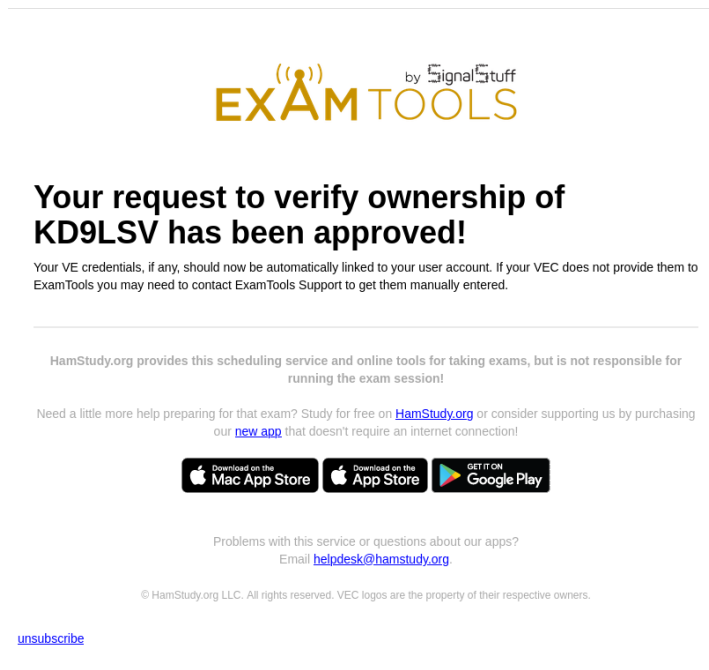 by SignalStuff
EXAMTOOLS
Your request to verify ownership of
KD9LSV has been approved!
Your VE credentials, if any, should now be automatically linked to your user account. If your VEC does not provide them to
ExamTools you may need to contact ExamTools Support to get them manually entered.
HamStudy.org provides this scheduling service and online tools for taking exams, but is not responsible for
running the exam session!
Need a little more help preparing for that exam? Study for free on HamStudy.org or consider supporting us by purchasing
our new app that doesn't require an internet connection!
Download on the
Mac App Store
Download on the
App Store
GET IT ON
Google Play
Problems with this service or questions about our apps?
Email helpdesk@hamstudy.org.
© HamStudy.org LLC. All rights reserved. VEC logos are the property of their respective owners.
unsubscribe